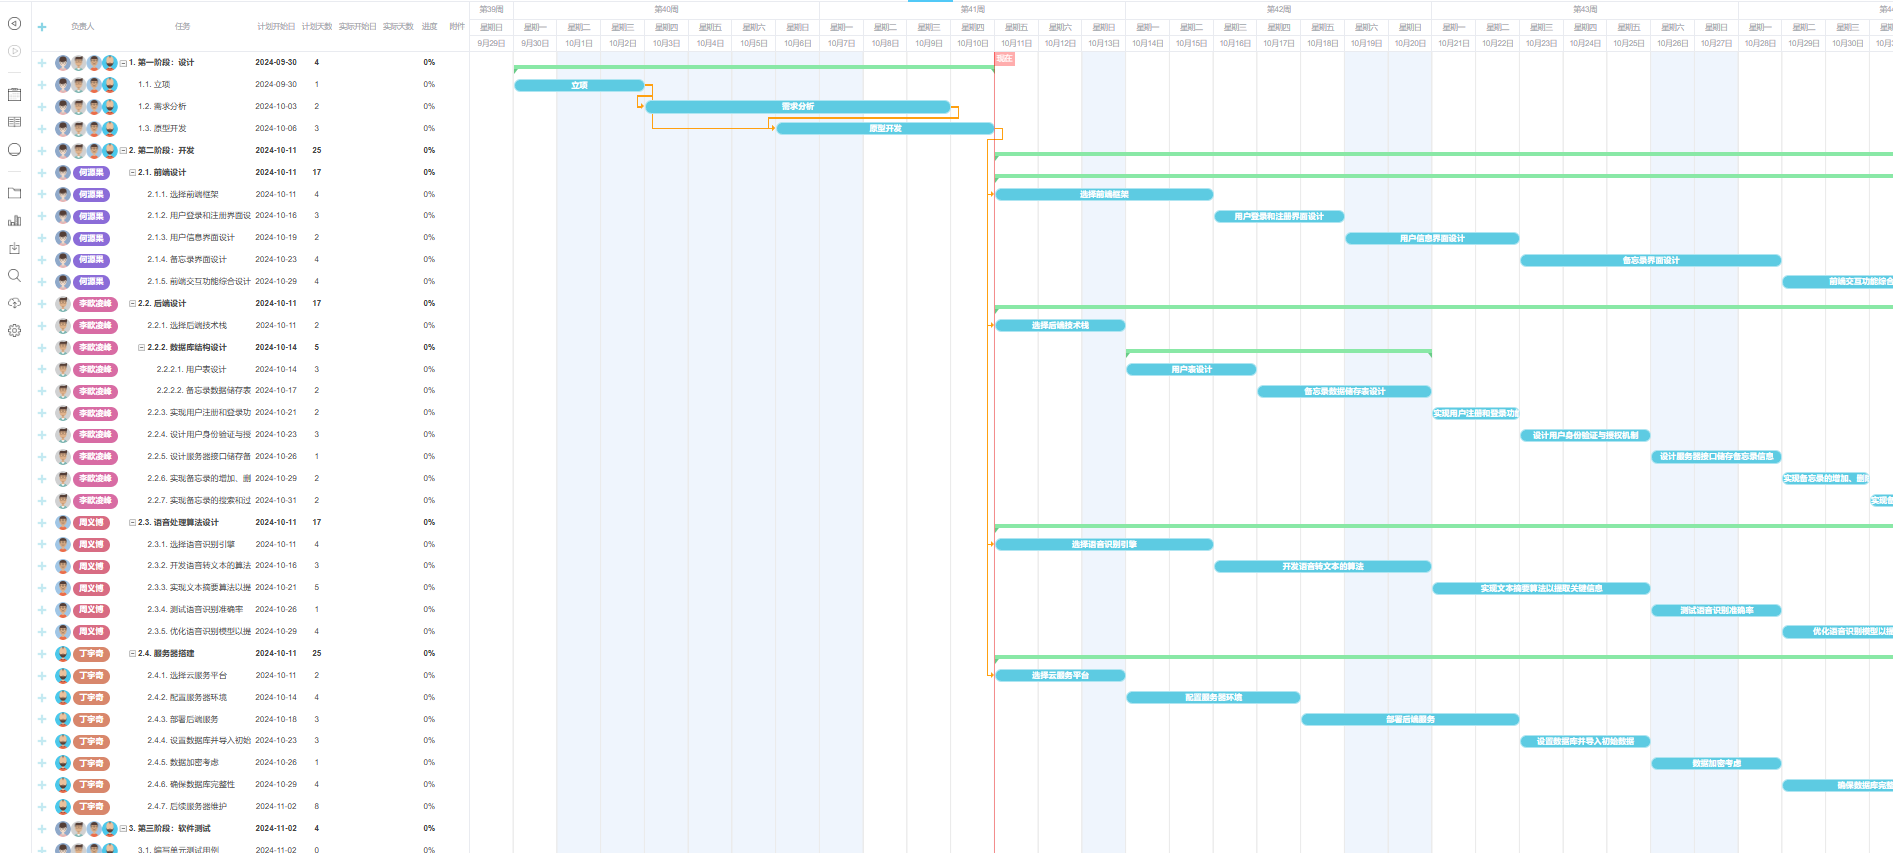 第39周 第40周 第41周 第42周 第43周
负责人 任务 计划开始日 计划天数 实际开始日 实际天数 进度 附件 星期日 星期一 星期二 星期三 星期四 星期五 星期六 星期日 星期一 星期二 星期三 星期四 星期五 星期六 星期日 星期一 星期二 星期三 星期四 星期五 星期六 星期日 星期一 星期二 星期三 星期四 星期五 星期六 星期日 星期一 星期二 星期三
9月29日 9月30日 10月1日 10月2日 10月3日 10月4日 10月5日 10月6日 10月7日 10月8日 10月9日 10月10日 10月11日 10月12日 10月13日 10月14日 10月15日 10月16日 10月17日 10月18日 10月19日 10月20日 10月21日 10月22日 10月23日 10月24日 10月25日 10月26日 10月27日 10月28日 10月29日 10月30日
1. 第一阶段：设计 2024-09-30 4 0% 现在
1.1. 立项 2024-09-30 1 0% 立项
1.2. 需求分析 2024-10-03 2 0% 需求分析
1.3. 原型开发 2024-10-06 3 0% 原型开发
2. 第二阶段：开发 2024-10-11 25 0%
何源果 2.1. 前端设计 2024-10-11 17 0%
何源果 2.1.1. 选择前端框架 2024-10-11 4 0% 选择前端框架
何源果 2.1.2. 用户登录和注册界面设 2024-10-16 3 0% 用户登录和注册界面设计
何源果 2.1.3. 用户信息界面设计 2024-10-19 2 0% 用户信息界面设计
何源果 2.1.4. 备忘录界面设计 2024-10-23 4 0% 备忘录界面设计
何源果 2.1.5. 前端交互功能综合设计 2024-10-29 4 0% 前端交互功能综合
李欧凌峰 2.2. 后端设计 2024-10-11 17 0%
李欧凌峰 2.2.1. 选择后端技术栈 2024-10-11 2 0% 选择后端技术栈
李欧凌峰 2.2.2. 数据库结构设计 2024-10-14 5 0%
李欧凌峰 2.2.2.1. 用户表设计 2024-10-14 3 0% 用户表设计
李欧凌峰 2.2.2.2. 备忘录数据储存表 2024-10-17 2 0% 备忘录数据储存表设计
李欧凌峰 2.2.3. 实现用户注册和登录功 2024-10-21 2 0% 实现用户注册和登录功能
李欧凌峰 2.2.4. 设计用户身份验证与授 2024-10-23 3 0% 设计用户身份验证与授权机制
李欧凌峰 2.2.5. 设计服务器接口储存备 2024-10-26 1 0% 设计服务器接口储存备忘录信息
李欧凌峰 2.2.6. 实现备忘录的增加、删 2024-10-29 2 0% 实现备忘录的增加、删
李欧凌峰 2.2.7. 实现备忘录的搜索和过 2024-10-31 2 0% 实现备
周义博 2.3. 语音处理算法设计 2024-10-11 17 0%
周义博 2.3.1. 选择语音识别引擎 2024-10-11 4 0% 选择语音识别引擎
周义博 2.3.2. 开发语音转文本的算法 2024-10-16 3 0% 开发语音转文本的算法
周义博 2.3.3. 实现文本摘要算法以提 2024-10-21 5 0% 实现文本摘要算法以提取关键信息
周义博 2.3.4. 测试语音识别准确率 2024-10-26 1 0% 测试语音识别准确率
周义博 2.3.5. 优化语音识别模型以提 2024-10-29 4 0% 优化语音识别模型以提
丁宇奇 2.4. 服务器搭建 2024-10-11 25 0%
丁宇奇 2.4.1. 选择云服务平台 2024-10-11 2 0% 选择云服务平台
丁宇奇 2.4.2. 配置服务器环境 2024-10-14 4 0% 配置服务器环境
丁宇奇 2.4.3. 部署后端服务 2024-10-18 3 0% 部署后端服务
丁宇奇 2.4.4. 设置数据库并导入初始 2024-10-23 3 0% 设置数据库并导入初始数据
丁宇奇 2.4.5. 数据加密考虑 2024-10-26 1 0% 数据加密考虑
丁宇奇 2.4.6. 确保数据库完整性 2024-10-29 4 0% 确保数据库完整
丁宇奇 2.4.7. 后续服务器维护 2024-11-02 8 0%
3. 第三阶段：软件测试 2024-11-02 4 0%
3.1. 编写单元测试用例 2024-11-02 0 0%